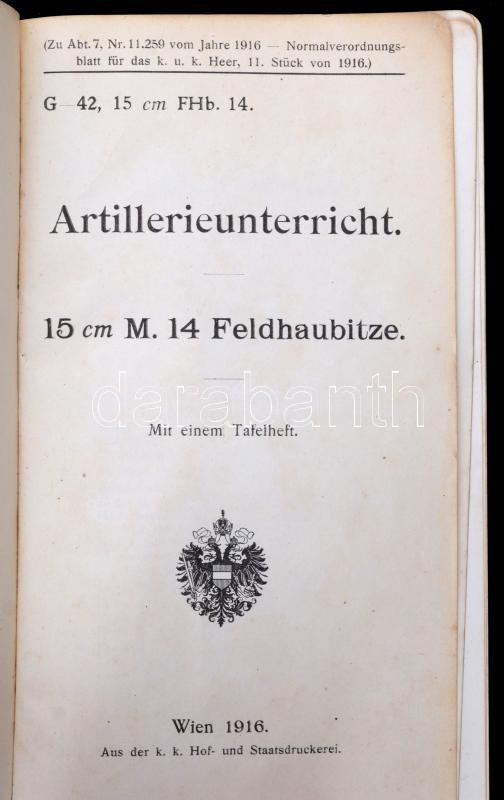 (Zu Abt. 7, Nr. 11.259 vom Jahre 1916 — Normalverordnungs-
blatt für das k. u. k. Heer, 11. Stück von 1916.)
G—42, 15 cm FHb. 14.
Artillerieunterricht.
15 cm M. 14 Feldhaubitze.
darabanth
Mit einem Tafelheft.
Wien 1916.
Aus der k. k. Hof- und Staatsdruckerei.